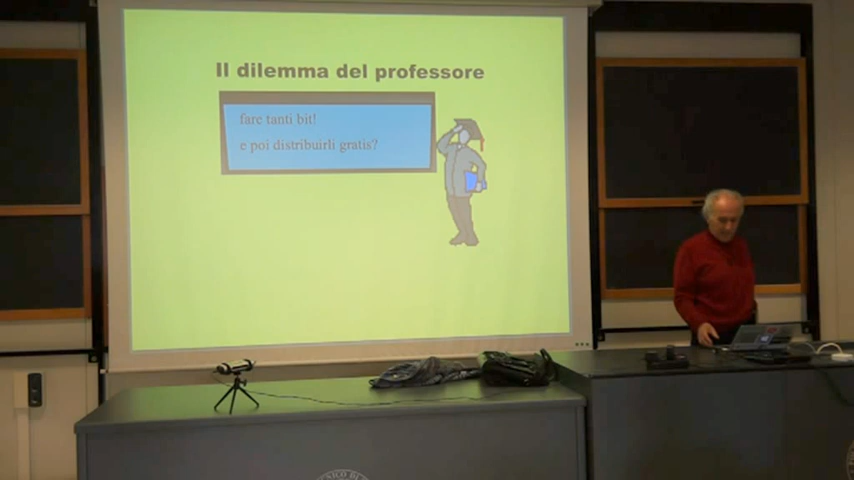 Il dilemma del professore
fare tanti bit!
e poi distribuirli gratis?